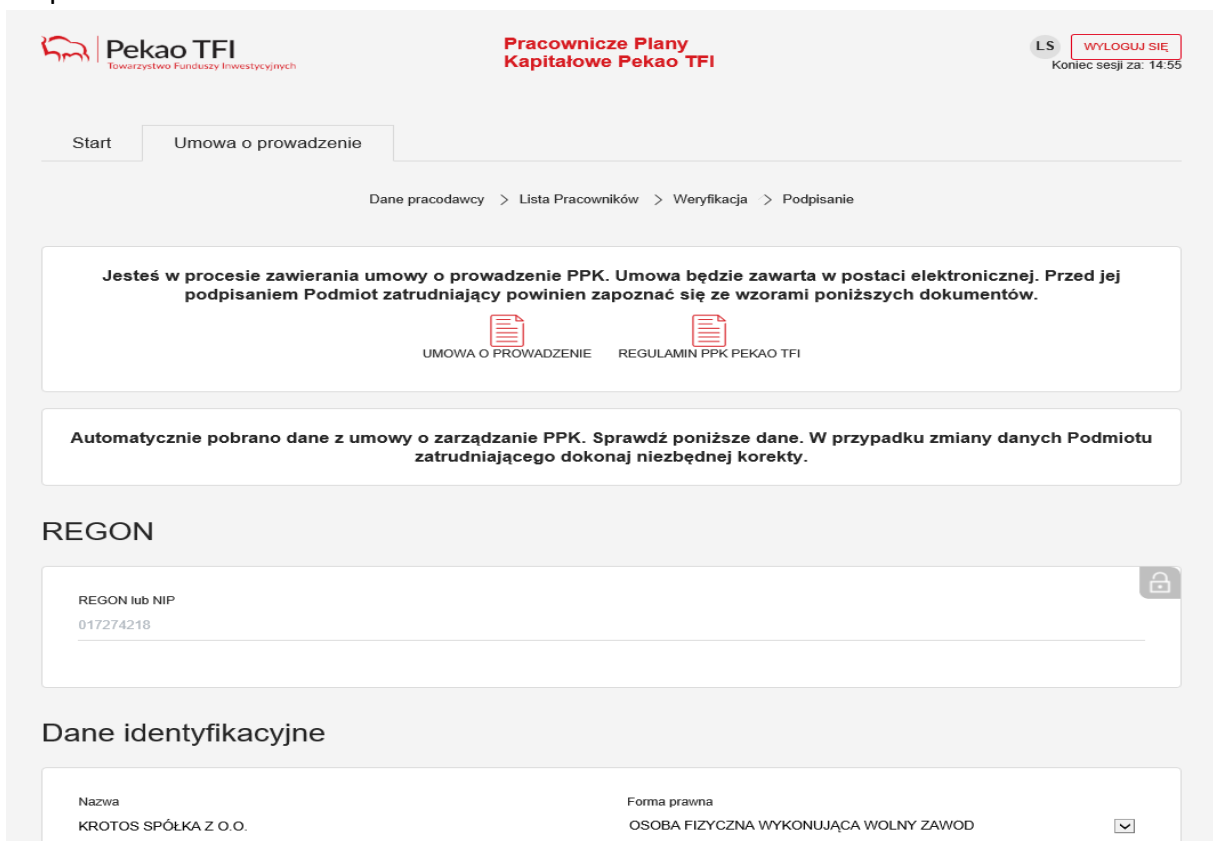 Pekao TFI
Towarzystwo Funduszy Inwestycyjnych
Pracownicze Plany
Kapitałowe Pekao TFI
LS
WYLOGUJ SIĘ
Koniec sesji za: 14:55
Start
Umowa o prowadzenie
Dane pracodawcy > Lista Pracowników > Weryfikacja > Podpisanie
Jesteś w procesie zawierania umowy o prowadzenie PPK. Umowa będzie zawarta w postaci elektronicznej. Przed jej
podpisaniem Podmiot zatrudniający powinien zapoznać się ze wzorami poniższych dokumentów.
UMOWA O PROWADZENIE
REGULAMIN PPK PEKAO TFI
Automatycznie pobrano dane z umowy o zarządzanie PPK. Sprawdź poniższe dane. W przypadku zmiany danych Podmiotu
zatrudniającego dokonaj niezbędnej korekty.
REGON
REGON lub NIP
017274218
Dane identyfikacyjne
Nazwa
KROTOS SPÓŁKA Z O.O.
Forma prawna
OSOBA FIZYCZNA WYKONUJĄCA WOLNY ZAWOD